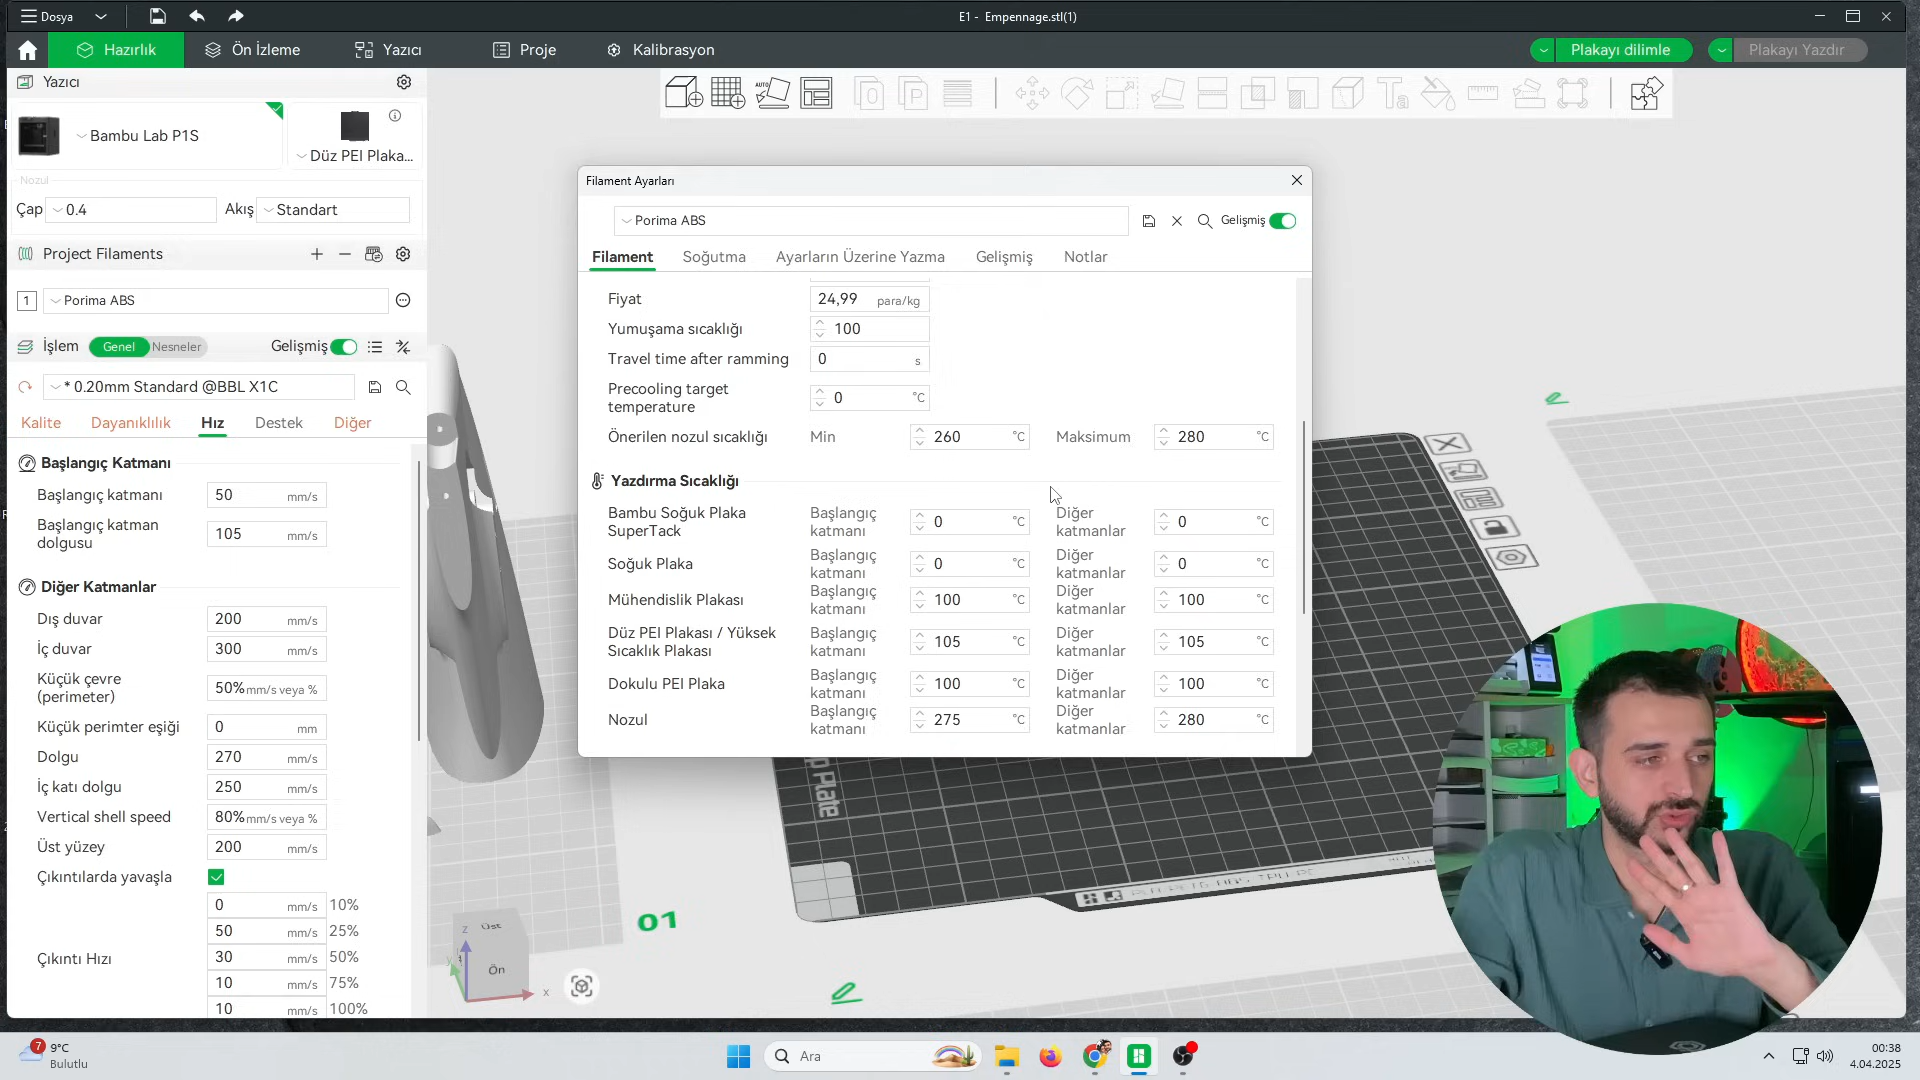 Dosya
E1 - Empennage.stl(1)
Hazırlık
Ön İzleme
Yazıcı
Proje
Kalibrasyon
Plakayı dilimle
Plakayı Yazdır
Yazıcı
Bambu Lab P1S
Düz PEI Plaka...
Nozul
Çap
0.4
Akış
Standart
Project Filaments
1
Porima ABS
İşlem
Genel
Nesneler
Gelişmiş
* 0.20mm Standard @BBL X1C
Kalite
Dayanıklılık
Hız
Destek
Diğer
Başlangıç Katmanı
Başlangıç katmanı
50 mm/s
Başlangıç katman dolgusu
105 mm/s
Diğer Katmanlar
Dış duvar
200 mm/s
İç duvar
300 mm/s
Küçük çevre (perimeter)
50% mm/s veya %
Küçük perimter eşiği
0 mm
Dolgu
270 mm/s
İç katı dolgu
250 mm/s
Vertical shell speed
80% mm/s veya %
Üst yüzey
200 mm/s
Çıkıntılarda yavaşla
0 mm/s 10%
50 mm/s 25%
Çıkıntı Hızı
30 mm/s 50%
10 mm/s 75%
10 mm/s 100%
Filament Ayarları
Porima ABS
Gelişmiş
Filament
Soğutma
Ayarların Üzerine Yazma
Gelişmiş
Notlar
Fiyat
24,99 para/kg
Yumuşama sıcaklığı
100
Travel time after ramming
0 s
Precooling target temperature
0 °C
Önerilen nozul sıcaklığı
Min
260 °C
Maksimum
280 °C
Yazdırma Sıcaklığı
Bambu Soğuk Plaka SuperTack
Başlangıç katmanı
0 °C
Diğer katmanlar
0 °C
Soğuk Plaka
Başlangıç katmanı
0 °C
Diğer katmanlar
0 °C
Mühendislik Plakası
Başlangıç katmanı
100 °C
Diğer katmanlar
100 °C
Düz PEI Plakası / Yüksek Sıcaklık Plakası
Başlangıç katmanı
105 °C
Diğer katmanlar
105 °C
Dokulu PEI Plaka
Başlangıç katmanı
100 °C
Diğer katmanlar
100 °C
Nozul
Başlangıç katmanı
275 °C
Diğer katmanlar
280 °C
Plate
01
Üst
Ön
z
y
x
7
9°C
Bulutlu
Ara
00:38
4.04.2025